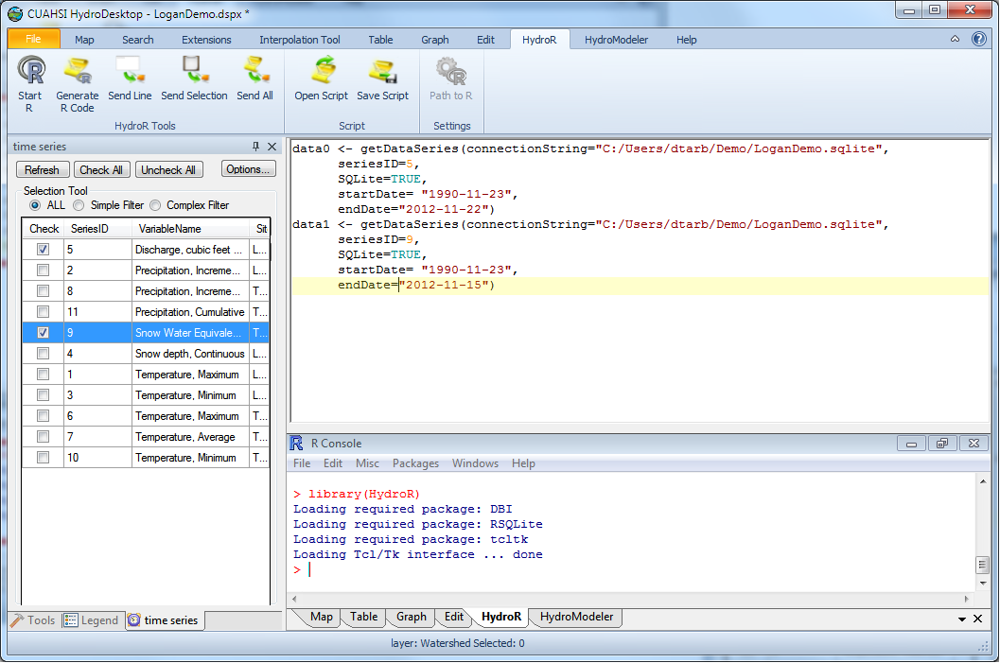 CUAHSI HydroDesktop - LoganDemo.dspx *
File Map Search Extensions Interpolation Tool Table Graph Edit HydroR HydroModeler Help
Start R
Generate R Code
Send Line
Send Selection
Send All
Open Script
Save Script
Path to R
HydroR Tools
Script
Settings
time series
Refresh Check All Uncheck All Options...
Selection Tool
ALL Simple Filter Complex Filter
Check SeriesID VariableName Sit
5 Discharge, cubic feet ... L...
2 Precipitation, Increme... L...
8 Precipitation, Increme... T...
11 Precipitation, Cumulative T...
9 Snow Water Equivale... T...
4 Snow depth, Continuous L...
1 Temperature, Maximum L...
3 Temperature, Minimum L...
6 Temperature, Maximum T...
7 Temperature, Average T...
10 Temperature, Minimum T...
Tools Legend time series
data0 <- getDataSeries(connectionString="C:/Users/dtarb/Demo/LoganDemo.sqlite",
seriesID=5,
SQLite=TRUE,
startDate= "1990-11-23",
endDate="2012-11-22")
data1 <- getDataSeries(connectionString="C:/Users/dtarb/Demo/LoganDemo.sqlite",
seriesID=9,
SQLite=TRUE,
startDate= "1990-11-23",
endDate="2012-11-15")
R Console
File Edit Misc Packages Windows Help
> library(HydroR)
Loading required package: DBI
Loading required package: RSQLite
Loading required package: tcltk
Loading Tcl/Tk interface ... done
>
Map Table Graph Edit HydroR HydroModeler
layer: Watershed Selected: 0